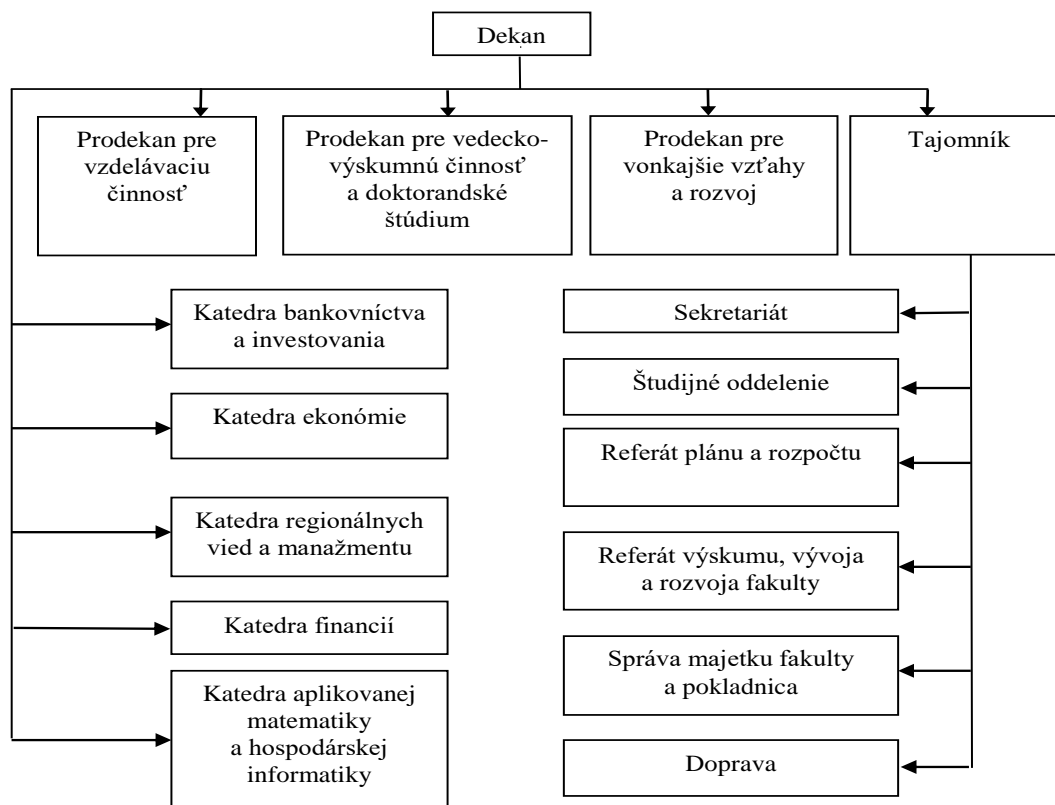 Dekan
Prodekan pre
vzdelávaciu
činnosť
Prodekan pre vedecko-
výskumnú činnosť
a doktorandské
štúdium
Prodekan pre
vonkajšie vzťahy
a rozvoj
Tajomník
Katedra bankovníctva
a investovania
Katedra ekonómie
Katedra regionálnych
vied a manažmentu
Katedra financií
Katedra aplikovanej
matematiky
a hospodárskej
informatiky
Sekretariát
Študijné oddelenie
Referát plánu a rozpočtu
Referát výskumu, vývoja
a rozvoja fakulty
Správa majetku fakulty
a pokladnica
Doprava